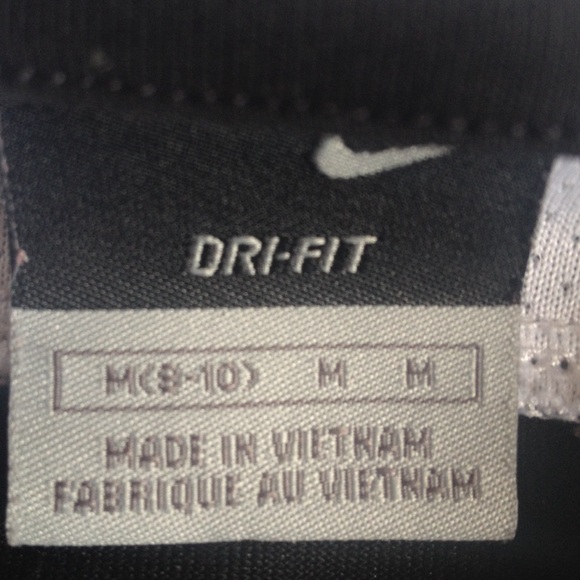 DRI-FIT
M(8-10) M M
MADE IN VIETNAM
FABRIQUE AU VIETNAM